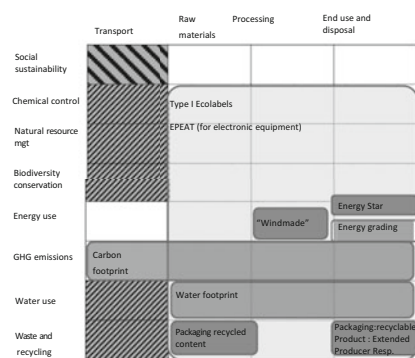 Transport
Raw
materials
Processing
End use and
disposal
Social
sustainability
Chemical control
Type I Ecolabels
Natural resource
mgt
EPEAT (for electronic equipment)
Biodiversity
conservation
Energy use
"Windmade"
Energy Star
Energy grading
GHG emissions
Carbon
footprint
Water use
Water footprint
Waste and
recycling
Packaging recycled
content
Packaging:recyclable
Product : Extended
Producer Resp.